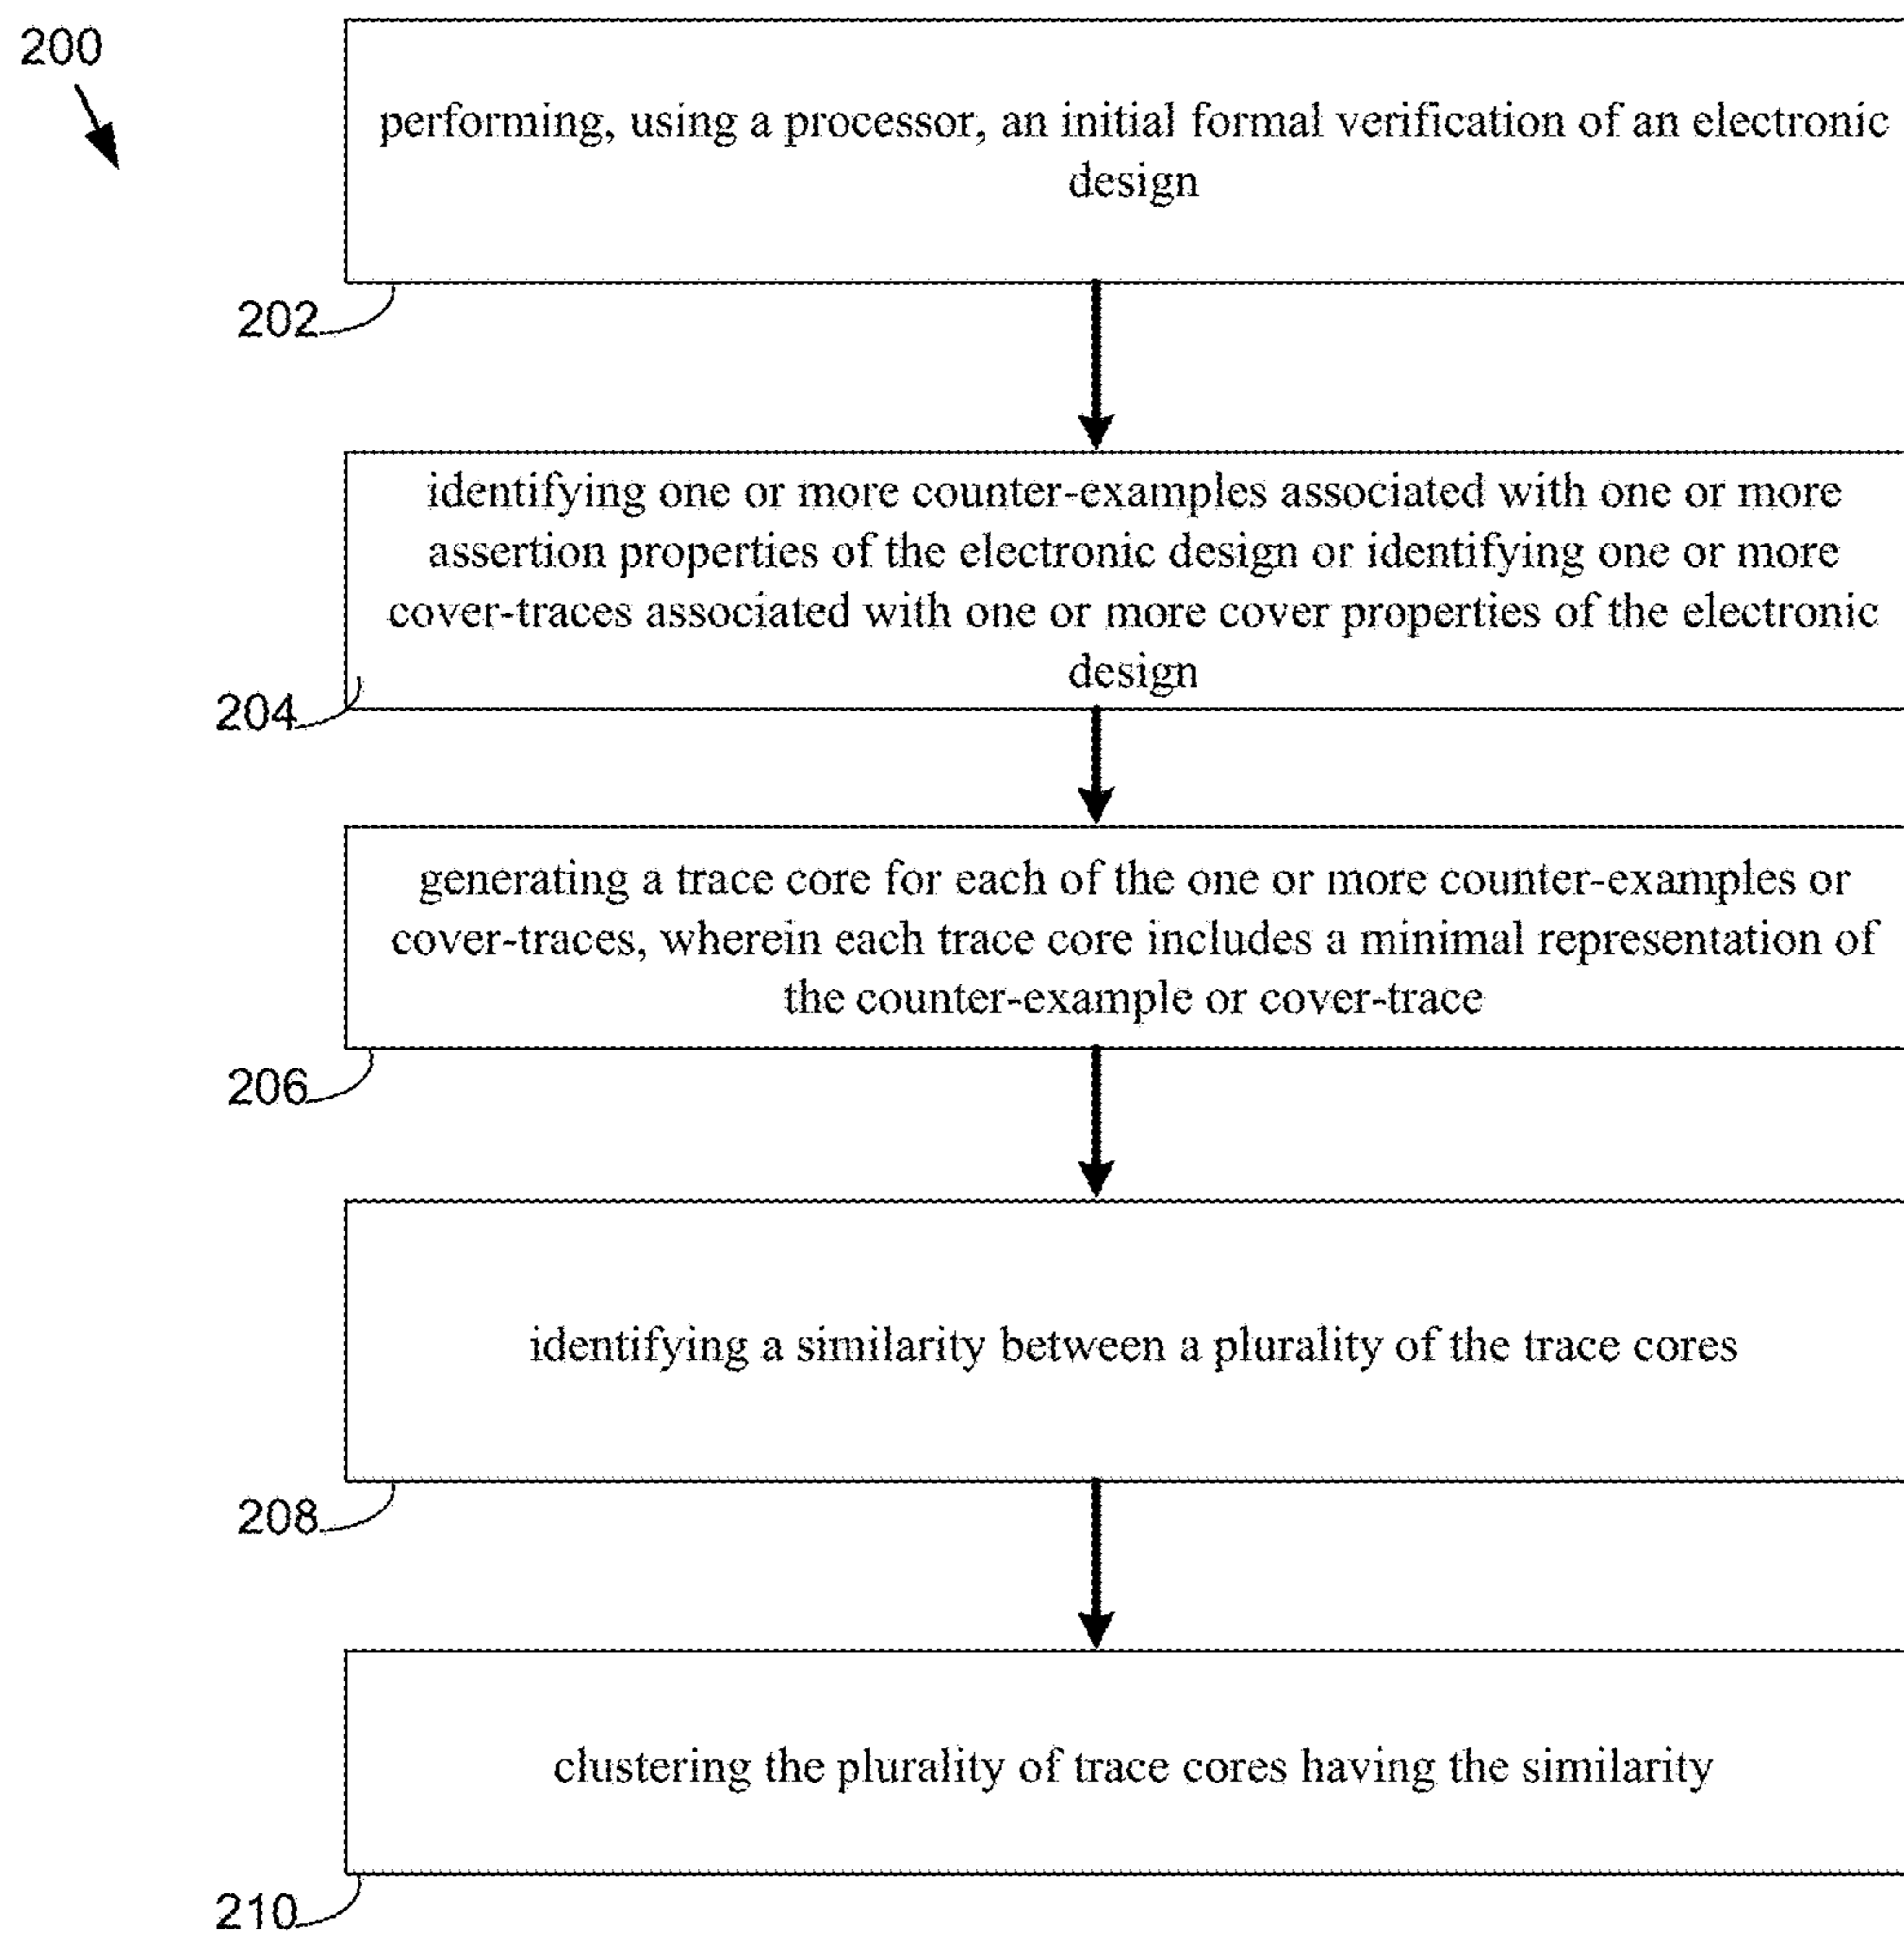 200
performing, using a processor, an initial formal verification of an electronic
design
202
identifying one or more counter-examples associated with one or more
assertion properties of the electronic design or identifying one or more
cover-traces associated with one or more cover properties of the electronic
design
204
generating a trace core for each of the one or more counter-examples or
cover-traces, wherein each trace core includes a minimal representation of
the counter-example or cover-trace
206
identifying a similarity between a plurality of the trace cores
208
clustering the plurality of trace cores having the similarity
210